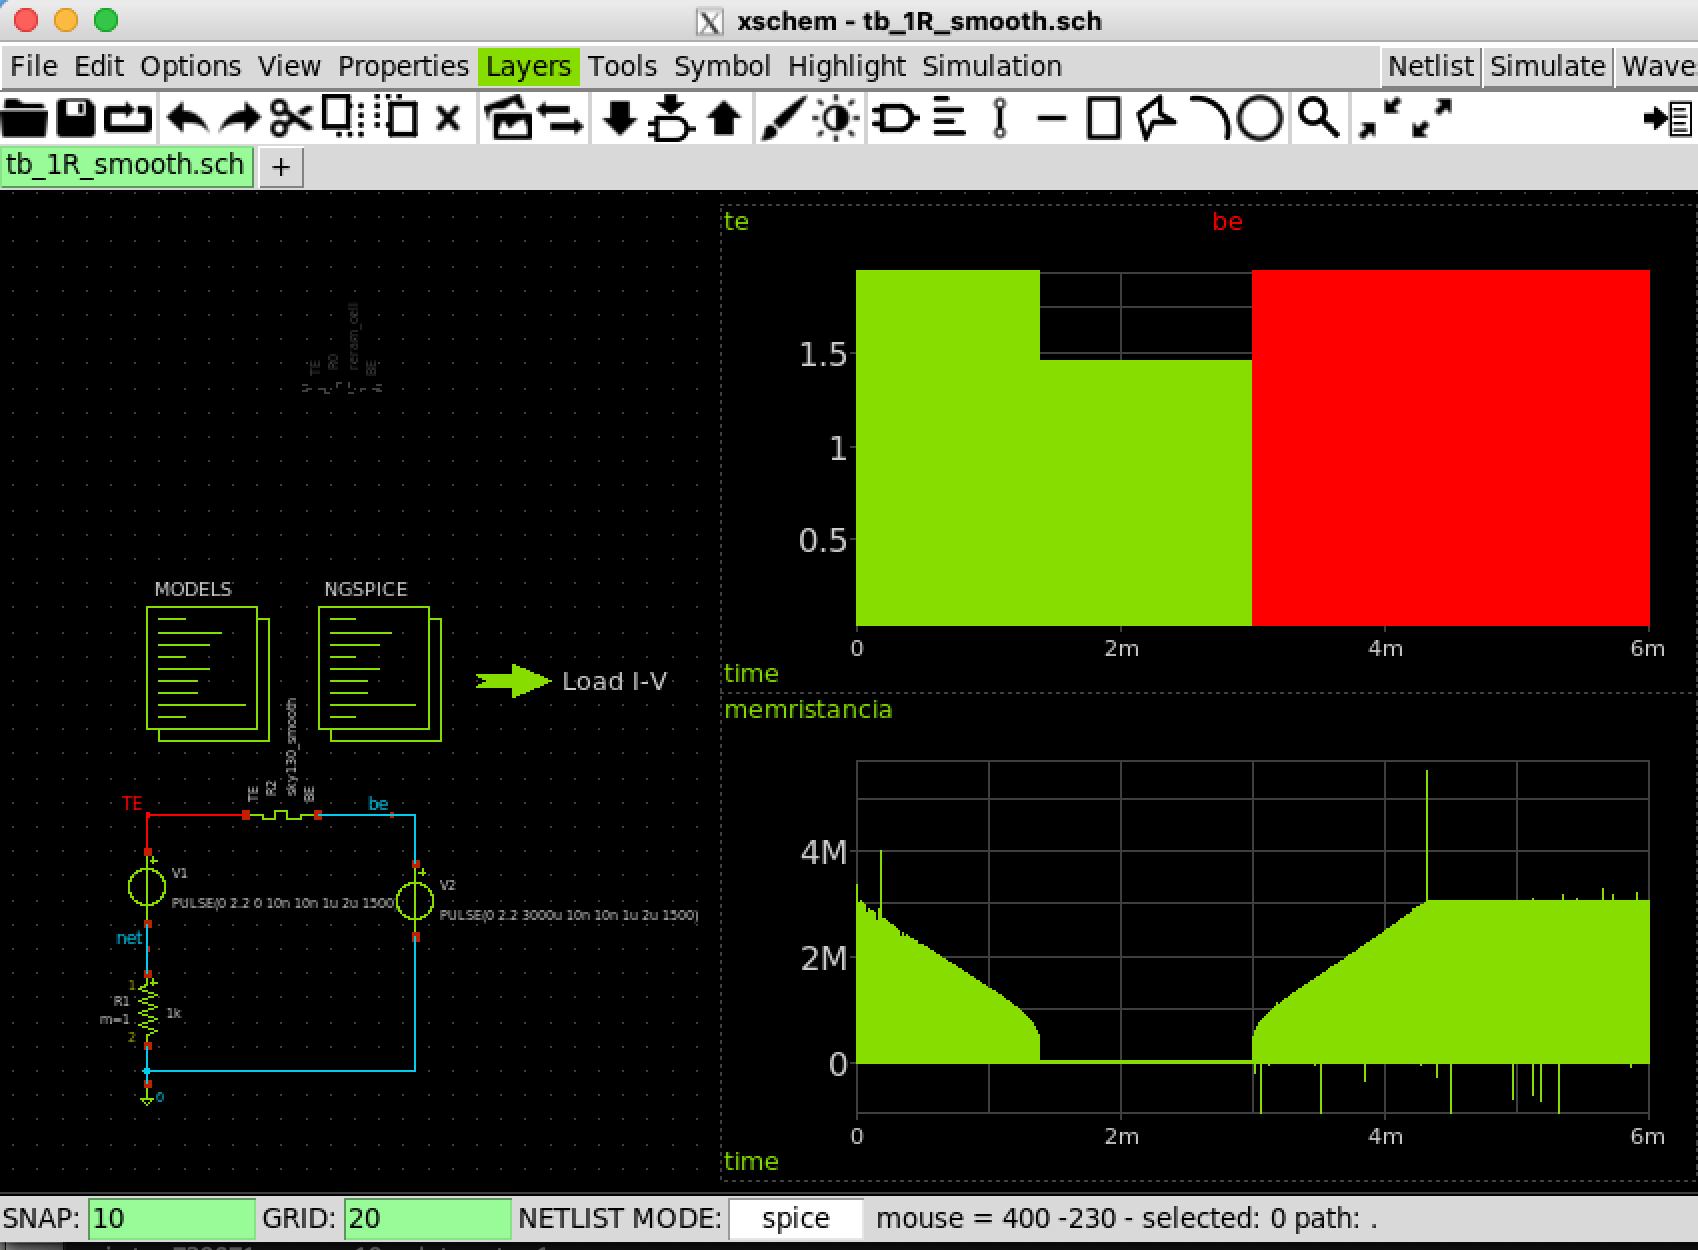 xschem - tb_1R_smooth.sch
File Edit Options View Properties Layers Tools Symbol Highlight Simulation Netlist Simulate Waves
tb_1R_smooth.sch +
te be
TE R0 reram_cell BE
1.5
1
0.5
0 2m 4m 6m
time
MODELS NGSPICE
Load I-V
memristancia
TE R2 sky130_smooth BE
TE be
V1
PULSE(0 2.2 0 10n 10n 1u 2u 1500)
V2
PULSE(0 2.2 3000u 10n 10n 1u 2u 1500)
net
1
R1
m=1 1k
2
0
4M
2M
0
0 2m 4m 6m
time
SNAP: 10 GRID: 20 NETLIST MODE: spice mouse = 400 -230 - selected: 0 path: .